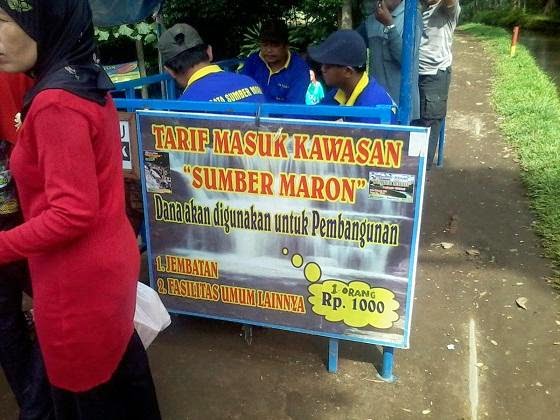 TARIF MASUK KAWASAN
"SUMBER MARON"
Dana akan digunakan untuk Pembangunan
1. JEMBATAN
2. FASILITAS UMUM LAINNYA
1 ORANG
Rp. 1000
SUMBER